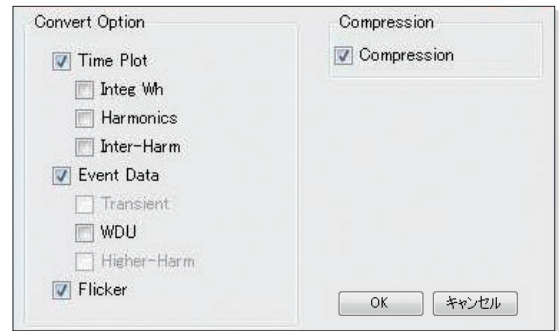 Convert Option
Time Plot
Integ Wh
Harmonics
Inter-Harm
Event Data
Transient
WDU
Higher-Harm
Flicker
Compression
Compression
OK
キャンセル